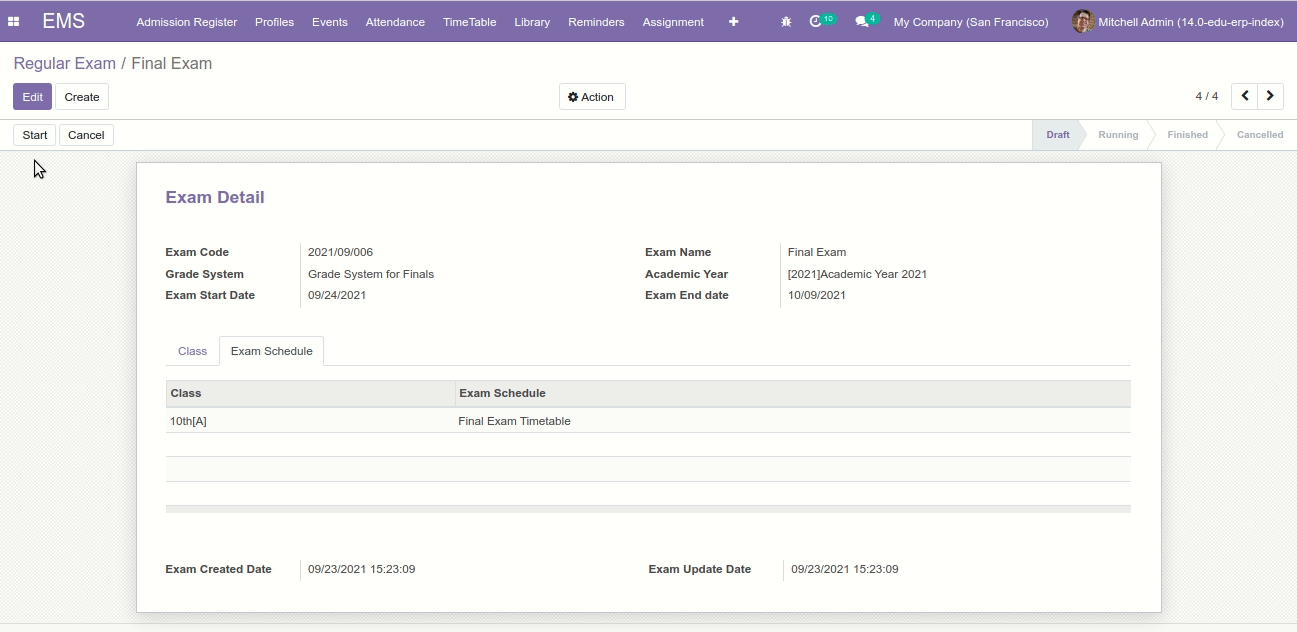 EMS Admission Register Profiles Events Attendance TimeTable Library Reminders Assignment 10 4 My Company (San Francisco) Mitchell Admin (14.0-edu-erp-index)
Regular Exam / Final Exam
Edit Create Action 4 / 4
Start Cancel Draft Running Finished Cancelled
Exam Detail
Exam Code 2021/09/006 Exam Name Final Exam
Grade System Grade System for Finals Academic Year [2021]Academic Year 2021
Exam Start Date 09/24/2021 Exam End date 10/09/2021
Class Exam Schedule
Class Exam Schedule
10th[A] Final Exam Timetable
Exam Created Date 09/23/2021 15:23:09 Exam Update Date 09/23/2021 15:23:09